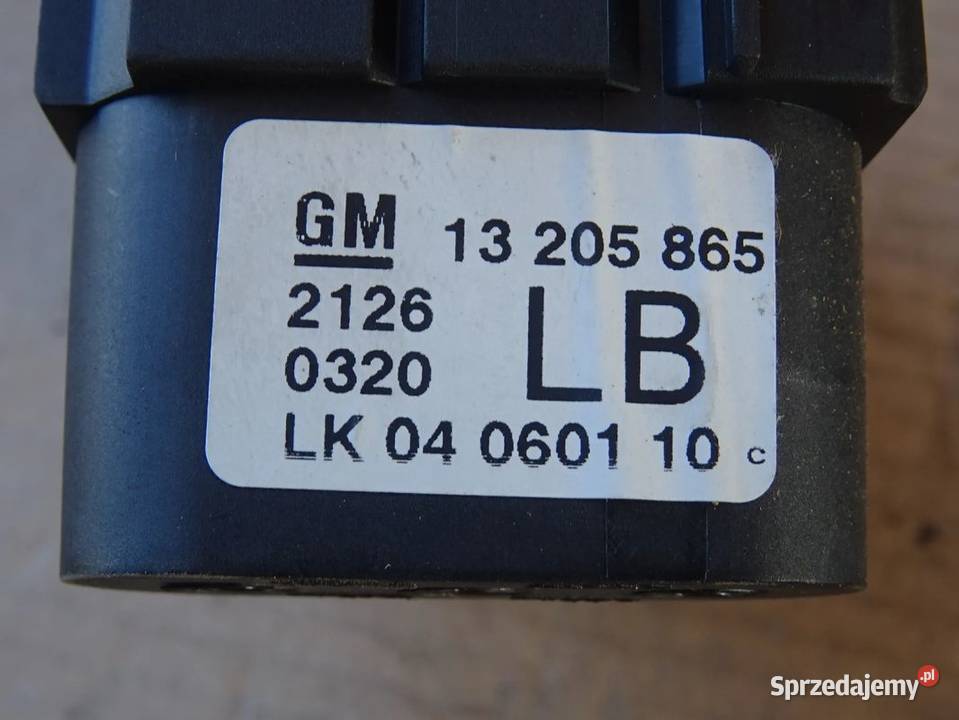 GM 13 205 865
2126 LB
0320
LK 04 0601 10 c
Sprzedajemy.pl